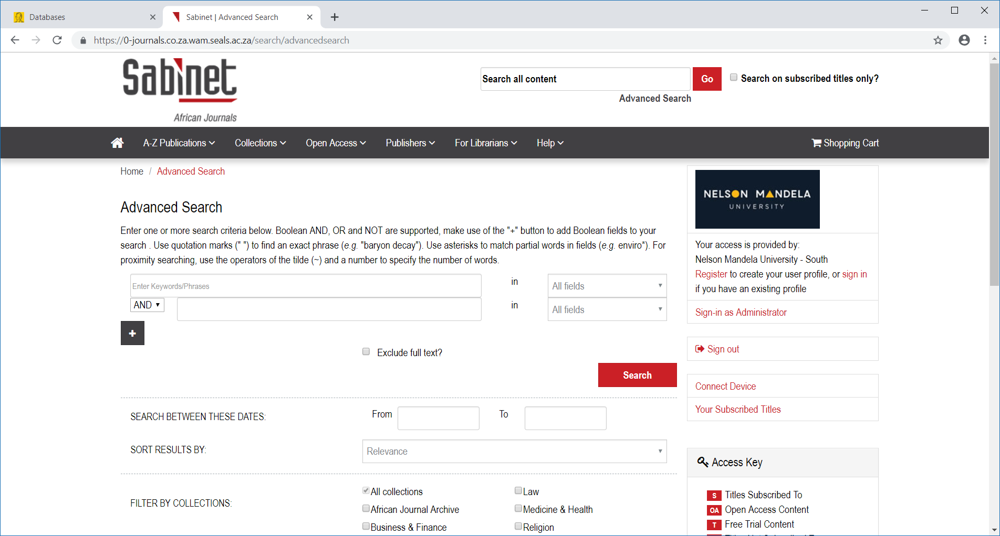 Databases
Sabinet | Advanced Search
https://0-journals.co.za.wam.seals.ac.za/search/advancedsearch
Sabinet
African Journals
Search all content
Go
Search on subscribed titles only?
Advanced Search
A-Z Publications
Collections
Open Access
Publishers
For Librarians
Help
Shopping Cart
Home / Advanced Search
Advanced Search
Enter one or more search criteria below. Boolean AND, OR and NOT are supported, make use of the "+" button to add Boolean fields to your
search . Use quotation marks (" ") to find an exact phrase (e.g. "baryon decay"). Use asterisks to match partial words in fields (e.g. enviro*). For
proximity searching, use the operators of the tilde (~) and a number to specify the number of words.
Enter Keywords/Phrases
in
All fields
AND
in
All fields
+
Exclude full text?
Search
SEARCH BETWEEN THESE DATES:
From
To
SORT RESULTS BY:
Relevance
FILTER BY COLLECTIONS:
All collections
Law
African Journal Archive
Medicine & Health
Business & Finance
Religion
NELSON MANDELA
UNIVERSITY
Your access is provided by:
Nelson Mandela University - South
Register to create your user profile, or sign in
if you have an existing profile
Sign-in as Administrator
Sign out
Connect Device
Your Subscribed Titles
Access Key
S Titles Subscribed To
OA Open Access Content
T Free Trial Content